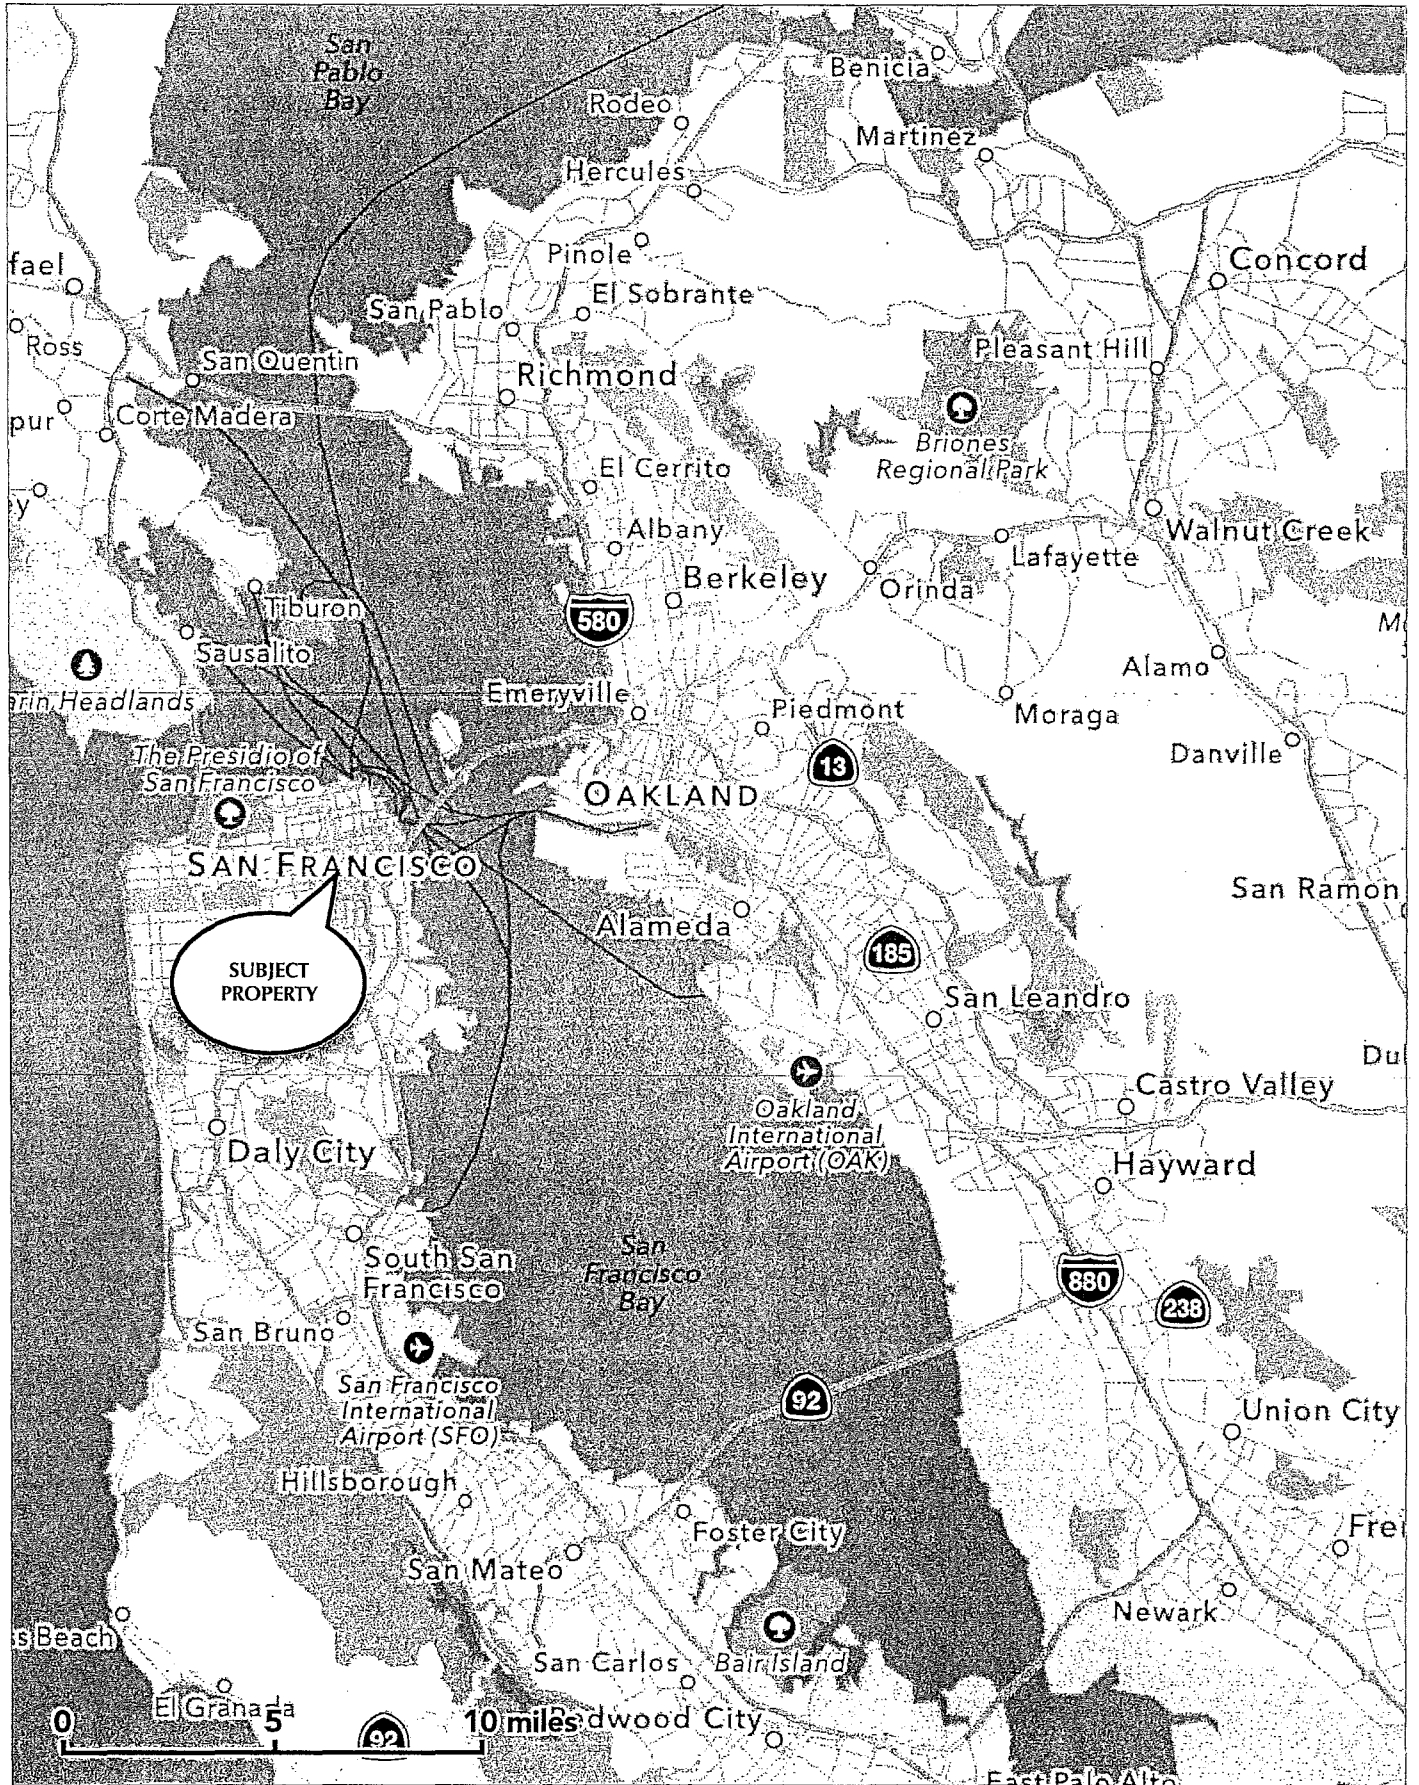 San
Pablo
Bay
Benicia
Rodeo
Martinez
Hercules
Pinole
fael
Concord
El Sobrante
San Pablo
Ross
San Quentin
Pleasant Hill
Richmond
pur
Corte Madera
Briones
Regional Park
El Cerrito
ey
Albany
Walnut Creek
Lafayette
Berkeley
Orinda
Tiburon
580
Sausalito
Alamo
arin Headlands
Emeryville
Piedmont
Moraga
The Presidio of
San Francisco
Danville
13
OAKLAND
SAN FRANCISCO
San Ramon
Alameda
185
SUBJECT
PROPERTY
San Leandro
Du
Castro Valley
Oakland
International
Airport (OAK)
Daly City
Hayward
South San
Francisco
San
Francisco
Bay
880
238
San Bruno
San Francisco
International
Airport (SFO)
92
Union City
Hillsborough
Foster City
Fre
San Mateo
Newark
ss Beach
San Carlos
Bair Island
El Granada
0 5 10 miles
dwood City
92
East Palo Alto